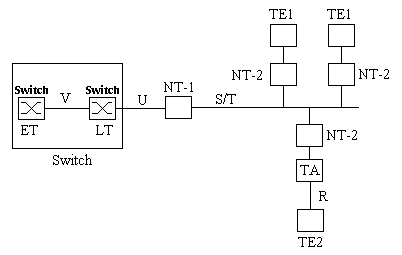 TE1
TE1
NT-2
NT-2
Switch
Switch
NT-1
V
U
S/T
ET
LT
NT-2
Switch
TA
R
TE2